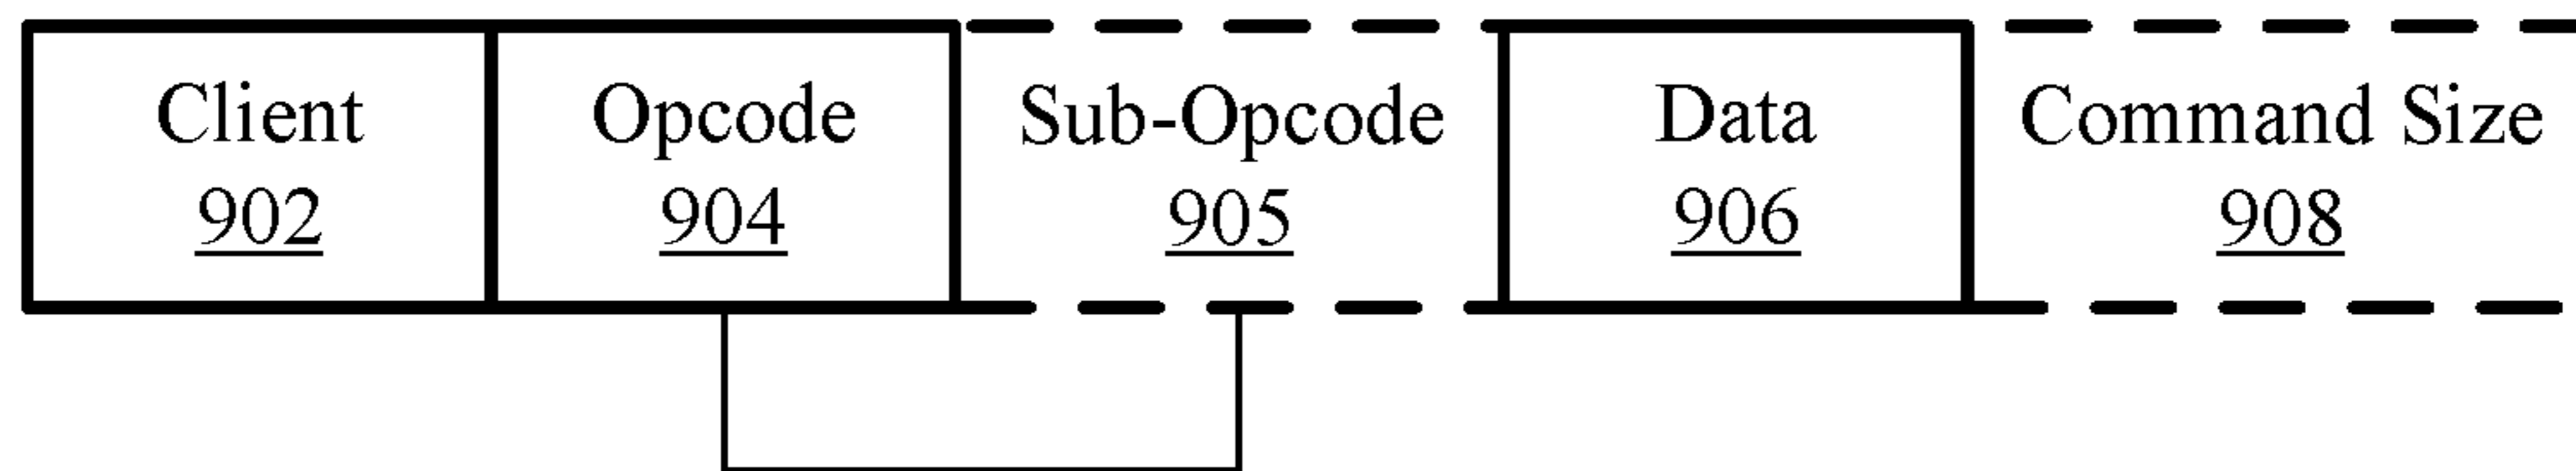 Client Opcode Sub-Opcode Data Command Size
902 904 905 906 908